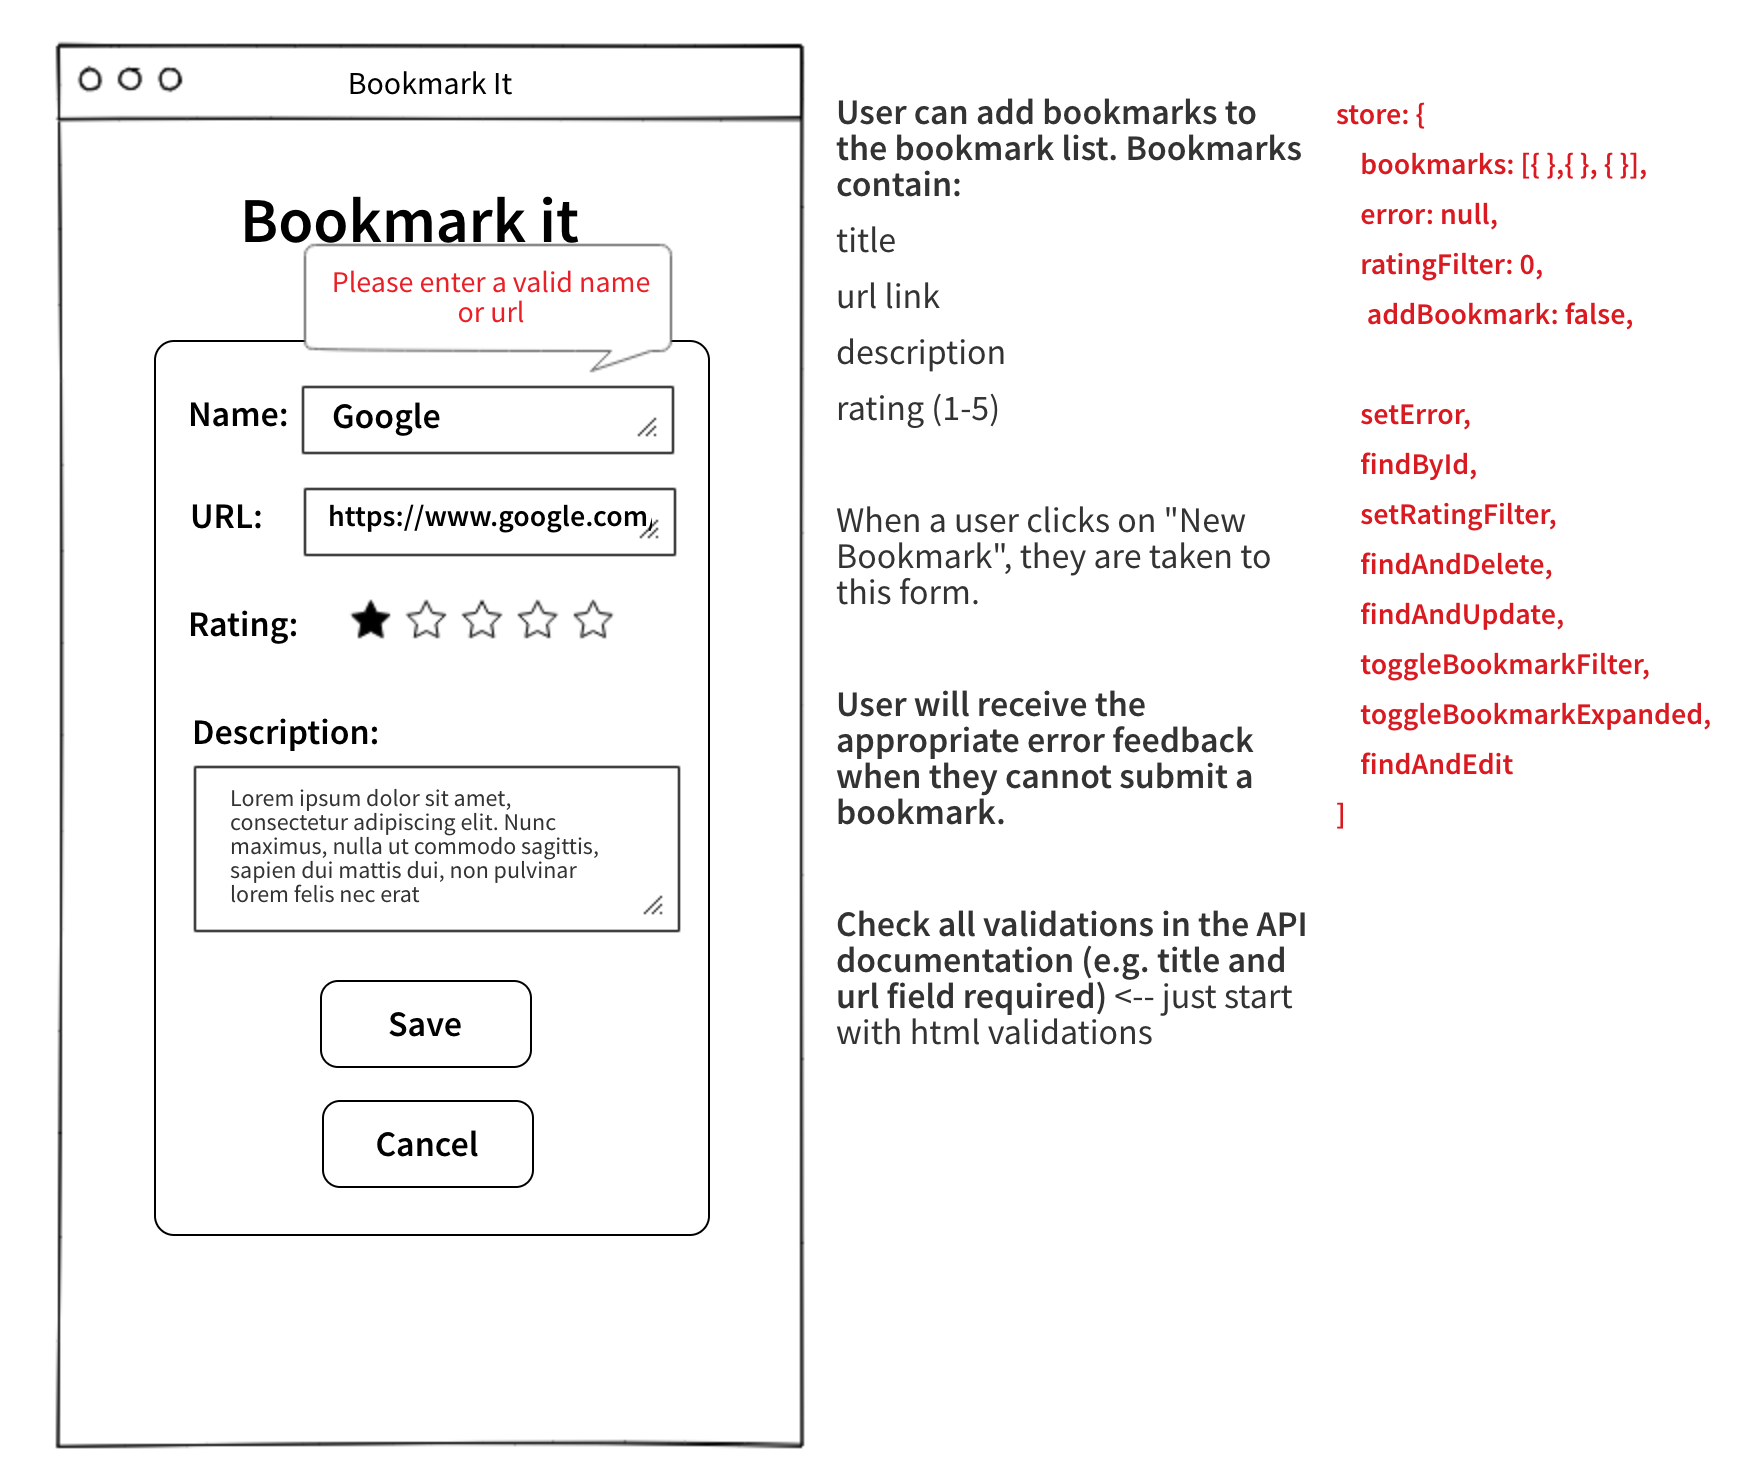 Bookmark It
Bookmark it
Please enter a valid name
or url
Name:
Google
URL:
https://www.google.com,
Rating:
Description:
Lorem ipsum dolor sit amet,
consectetur adipiscing elit. Nunc
maximus, nulla ut commodo sagittis,
sapien dui mattis dui, non pulvinar
lorem felis nec erat
Save
Cancel
User can add bookmarks to
the bookmark list. Bookmarks
contain:
title
url link
description
rating (1-5)
When a user clicks on "New
Bookmark", they are taken to
this form.
User will receive the
appropriate error feedback
when they cannot submit a
bookmark.
Check all validations in the API
documentation (e.g. title and
url field required) <-- just start
with html validations
store: {
bookmarks: [{ },{ }, { }],
error: null,
ratingFilter: 0,
addBookmark: false,
setError,
findById,
setRatingFilter,
findAndDelete,
findAndUpdate,
toggleBookmarkFilter,
toggleBookmarkExpanded,
findAndEdit
]